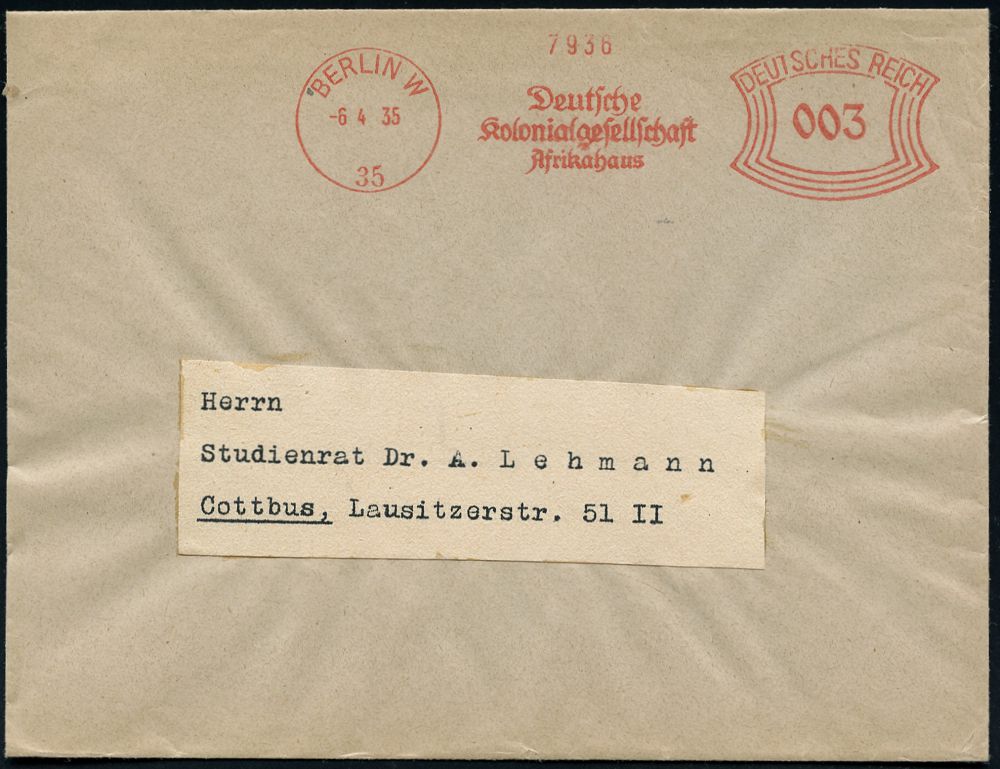 BERLIN W
-6 4 35
35
7936
Deutsche
Kolonialgesellschaft
Afrikahaus
DEUTSCHES REICH
003
Herrn
Studienrat Dr. A. L e h m a n n
Cottbus, Lausitzerstr. 51 II